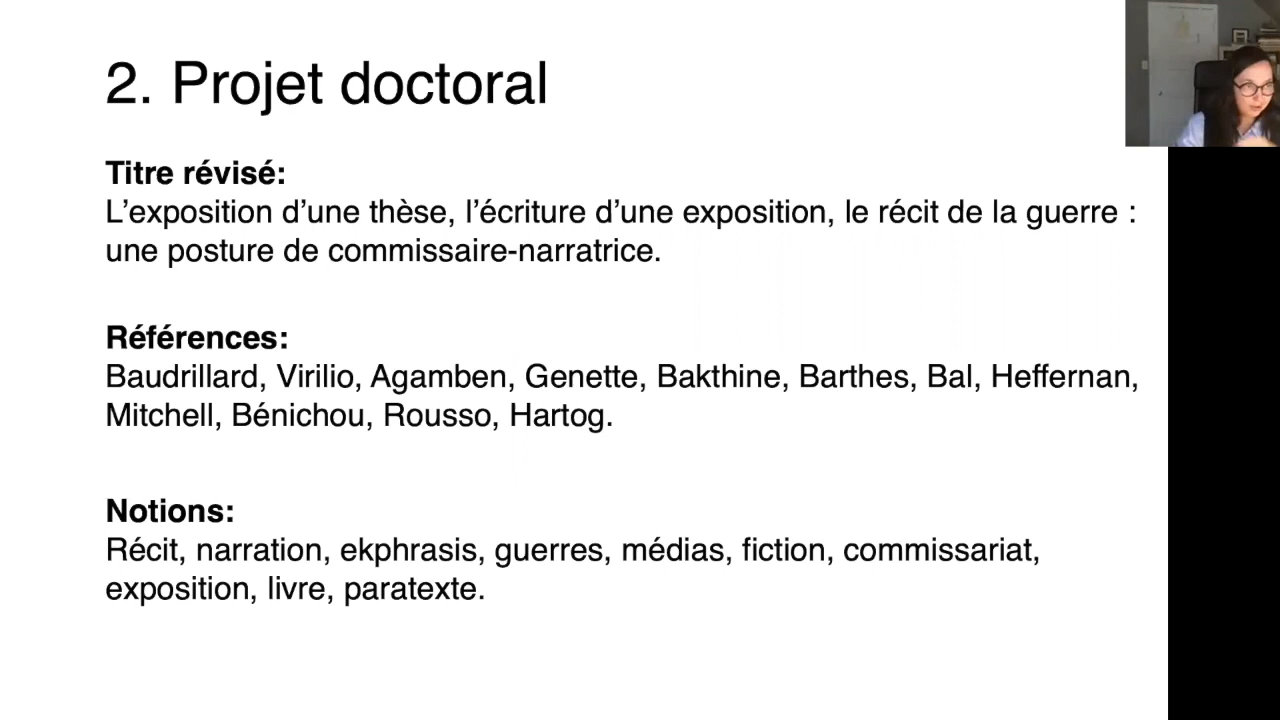 2. Projet doctoral
Titre révisé:
L’exposition d’une thèse, l’écriture d’une exposition, le récit de la guerre :
une posture de commissaire-narratrice.
Références:
Baudrillard, Virilio, Agamben, Genette, Bakthine, Barthes, Bal, Heffernan,
Mitchell, Bénichou, Rousso, Hartog.
Notions:
Récit, narration, ekphrasis, guerres, médias, fiction, commissariat,
exposition, livre, paratexte.